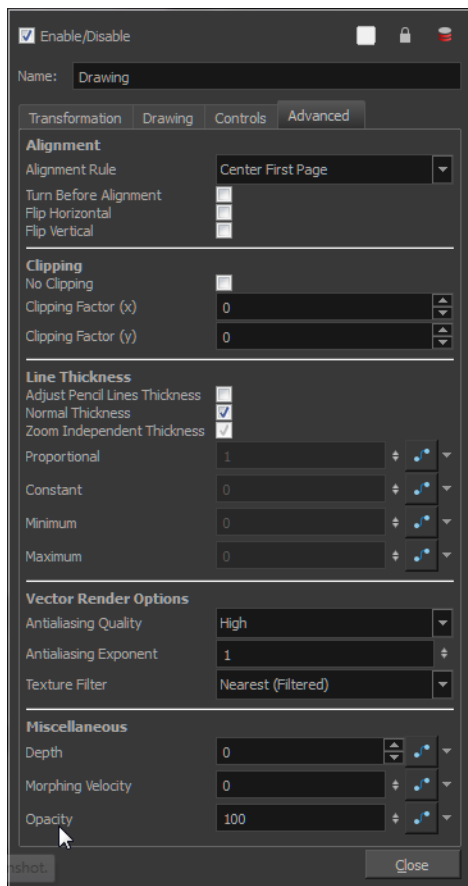 Enable/Disable
Name: Drawing
Transformation Drawing Controls Advanced
Alignment
Alignment Rule Center First Page
Turn Before Alignment
Flip Horizontal
Flip Vertical
Clipping
No Clipping
Clipping Factor (x) 0
Clipping Factor (y) 0
Line Thickness
Adjust Pencil Lines Thickness
Normal Thickness
Zoom Independent Thickness
Proportional 1
Constant 0
Minimum 0
Maximum 0
Vector Render Options
Antialiasing Quality High
Antialiasing Exponent 1
Texture Filter Nearest (Filtered)
Miscellaneous
Depth 0
Morphing Velocity 0
Opacity 100
nshot.
Close